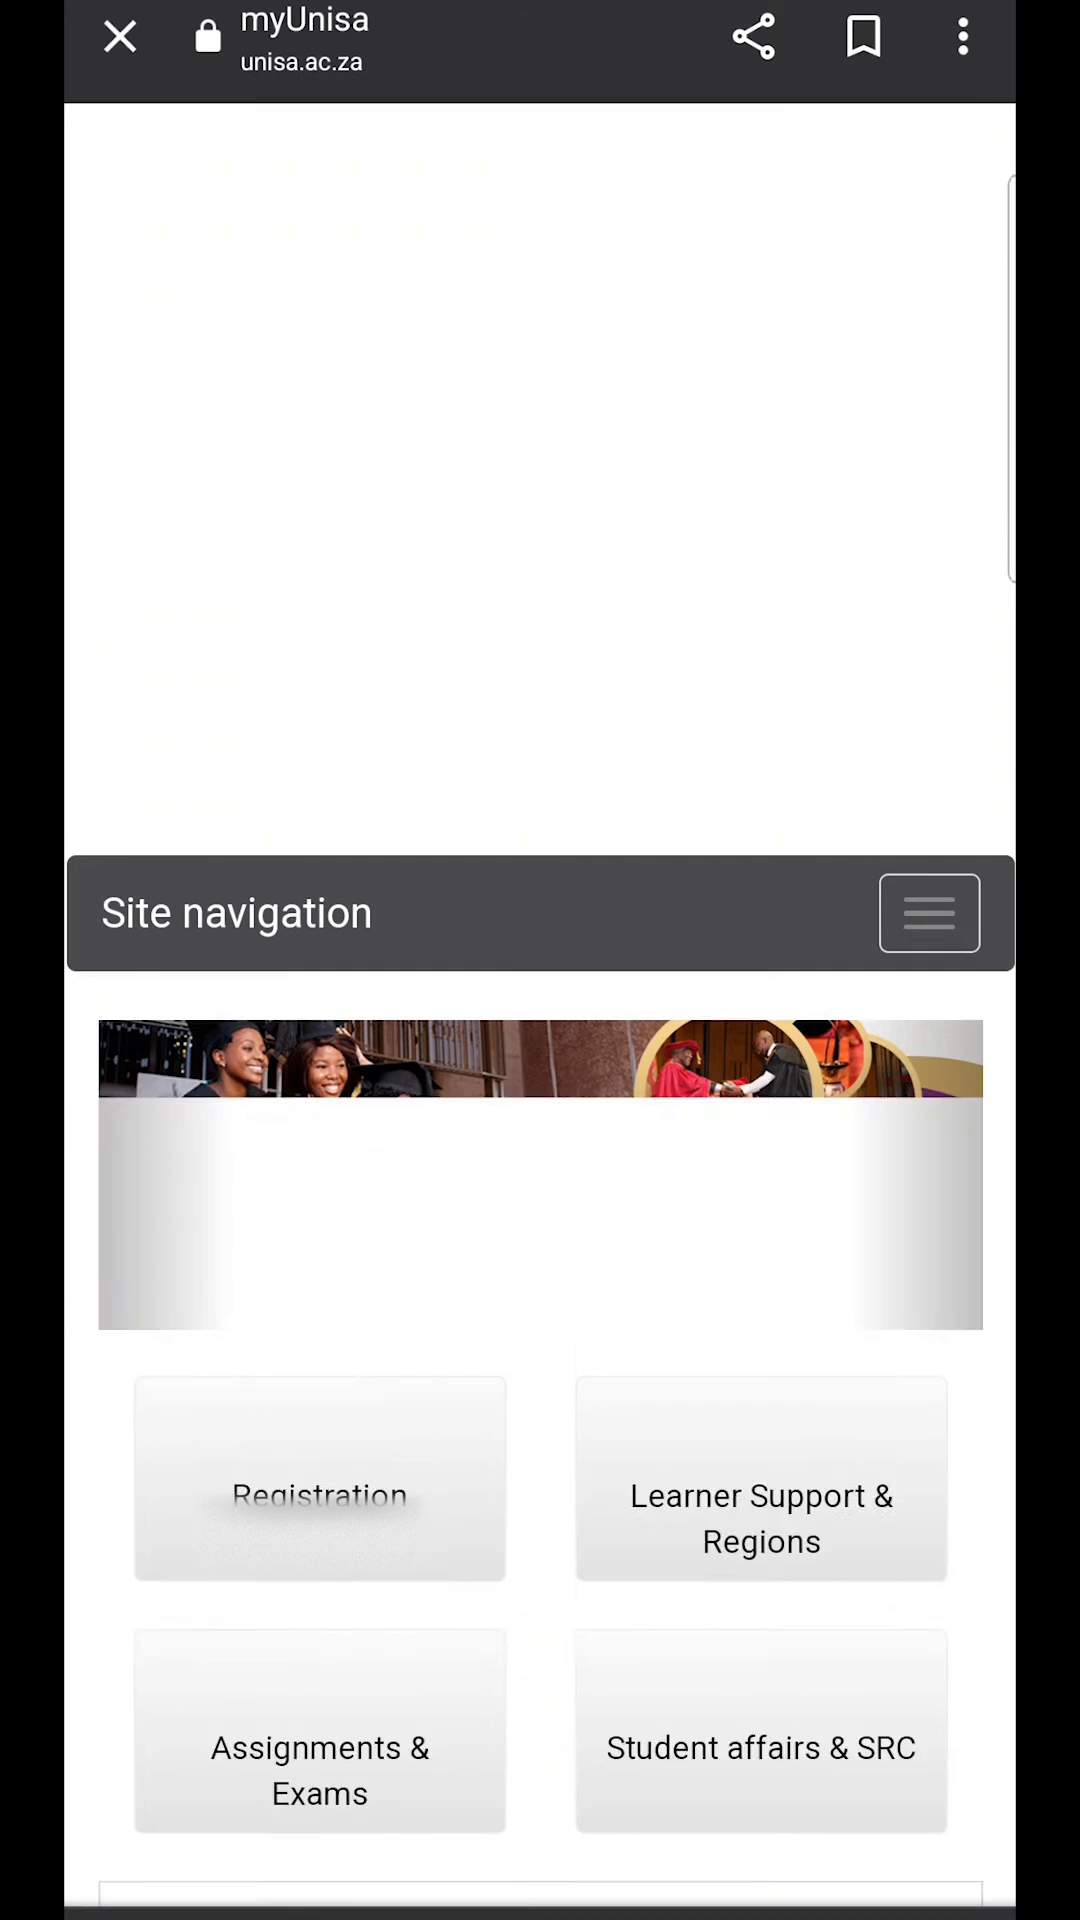 myUnisa
unisa.ac.za
Site navigation
Registration
Learner Support &
Regions
Assignments &
Exams
Student affairs & SRC